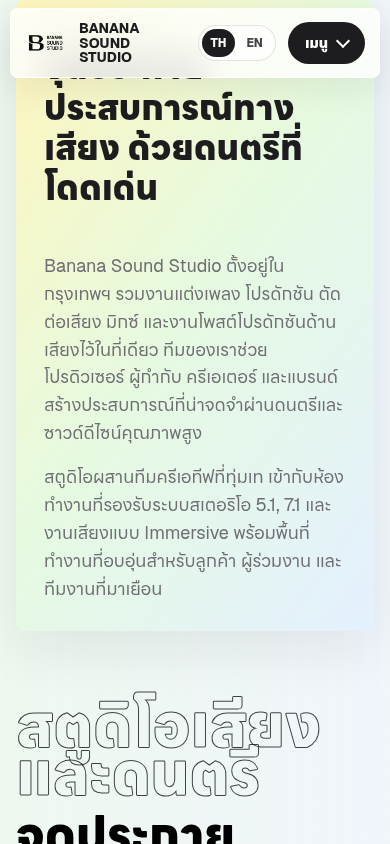 BANANA
SOUND
STUDIO
TH
EN
เมนู
ประสบการณ์ทาง
เสียง ด้วยดนตรีที่
โดดเด่น
Banana Sound Studio ตั้งอยู่ใน
กรุงเทพฯ รวมงานแต่งเพลง โปรดักชัน ตัด
ต่อเสียง มิกซ์ และงานโพสต์โปรดักชันด้าน
เสียงไว้ในที่เดียว ทีมของเราช่วย
โปรดิวเซอร์ ผู้กำกับ ครีเอเตอร์ และแบรนด์
สร้างประสบการณ์ที่น่าจดจำผ่านดนตรีและ
ซาวด์ดีไซน์คุณภาพสูง
สตูดิโอผสานทีมครีเอทีฟที่ทุ่มเท เข้ากับห้อง
ทำงานที่รองรับระบบสเตอริโอ 5.1, 7.1 และ
งานเสียงแบบ Immersive พร้อมพื้นที่
ทำงานที่อบอุ่นสำหรับลูกค้า ผู้ร่วมงาน และ
ทีมงานที่มาเยือน
สตูดิโอเสียง
และดนตรี
จุดประกาย